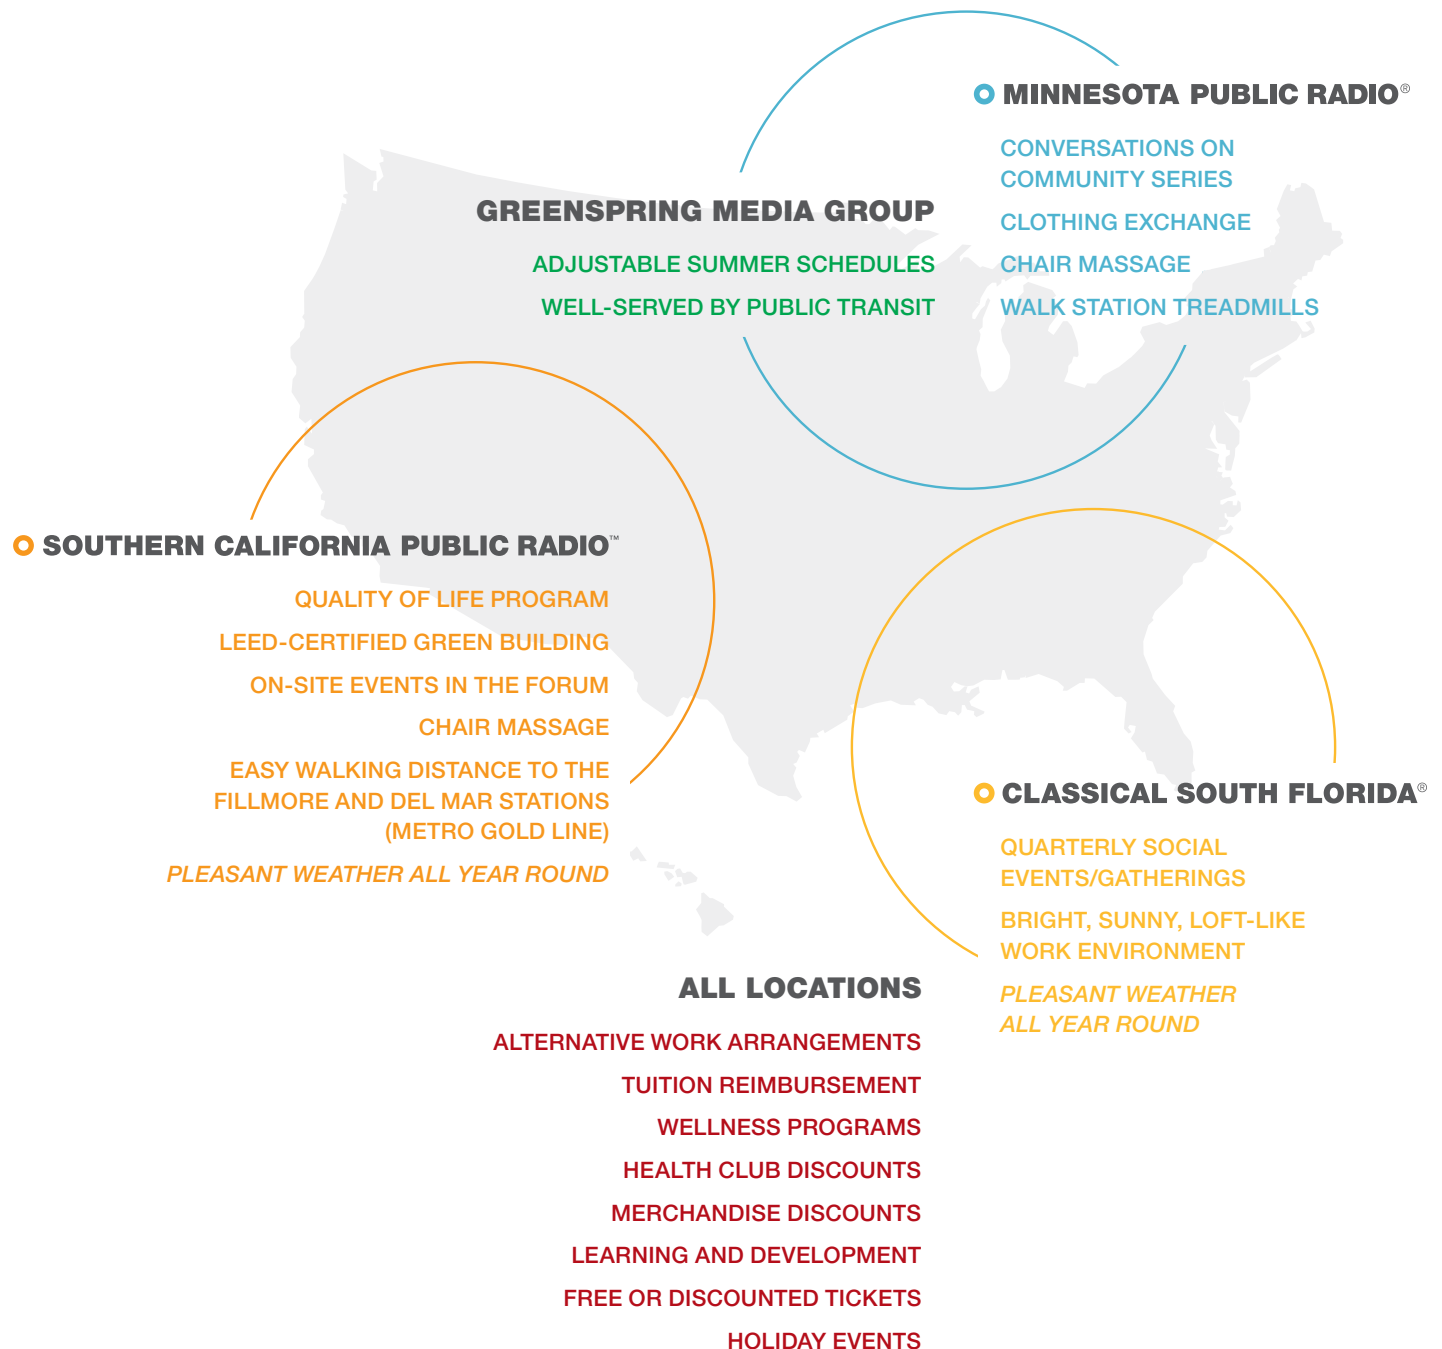 MINNESOTA PUBLIC RADIO®
CONVERSATIONS ON
COMMUNITY SERIES
CLOTHING EXCHANGE
CHAIR MASSAGE
WALK STATION TREADMILLS
GREENSPRING MEDIA GROUP
ADJUSTABLE SUMMER SCHEDULES
WELL-SERVED BY PUBLIC TRANSIT
SOUTHERN CALIFORNIA PUBLIC RADIO™
QUALITY OF LIFE PROGRAM
LEED-CERTIFIED GREEN BUILDING
ON-SITE EVENTS IN THE FORUM
CHAIR MASSAGE
EASY WALKING DISTANCE TO THE
FILLMORE AND DEL MAR STATIONS
(METRO GOLD LINE)
PLEASANT WEATHER ALL YEAR ROUND
CLASSICAL SOUTH FLORIDA®
QUARTERLY SOCIAL
EVENTS/GATHERINGS
BRIGHT, SUNNY, LOFT-LIKE
WORK ENVIRONMENT
PLEASANT WEATHER
ALL YEAR ROUND
ALL LOCATIONS
ALTERNATIVE WORK ARRANGEMENTS
TUITION REIMBURSEMENT
WELLNESS PROGRAMS
HEALTH CLUB DISCOUNTS
MERCHANDISE DISCOUNTS
LEARNING AND DEVELOPMENT
FREE OR DISCOUNTED TICKETS
HOLIDAY EVENTS